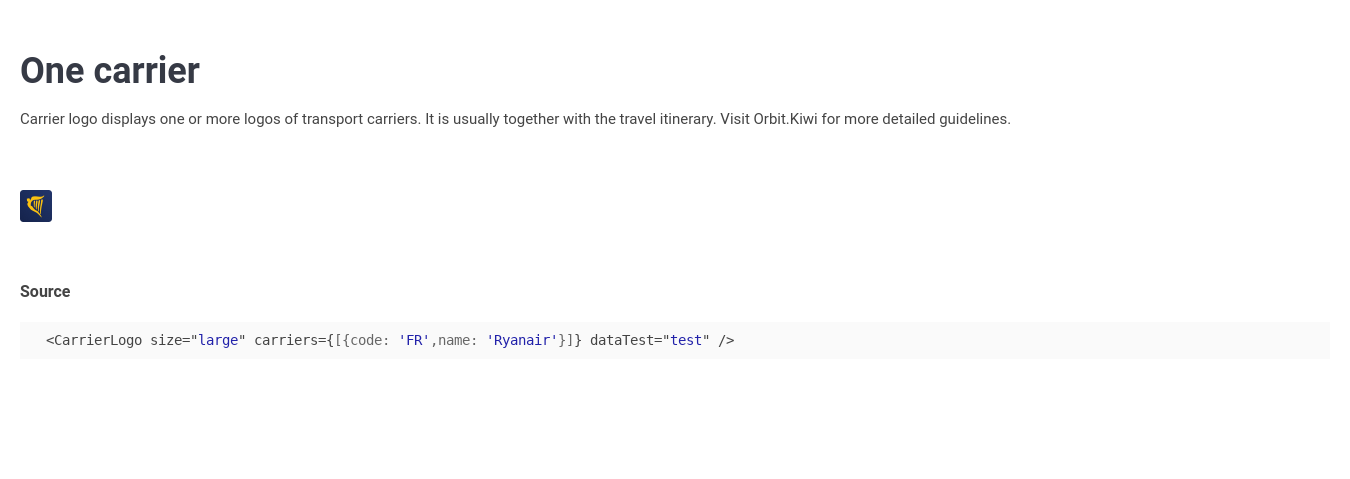 One carrier
Carrier logo displays one or more logos of transport carriers. It is usually together with the travel itinerary. Visit Orbit.Kiwi for more detailed guidelines.
Source
<CarrierLogo size="large" carriers={[{code: 'FR',name: 'Ryanair'}]} dataTest="test" />